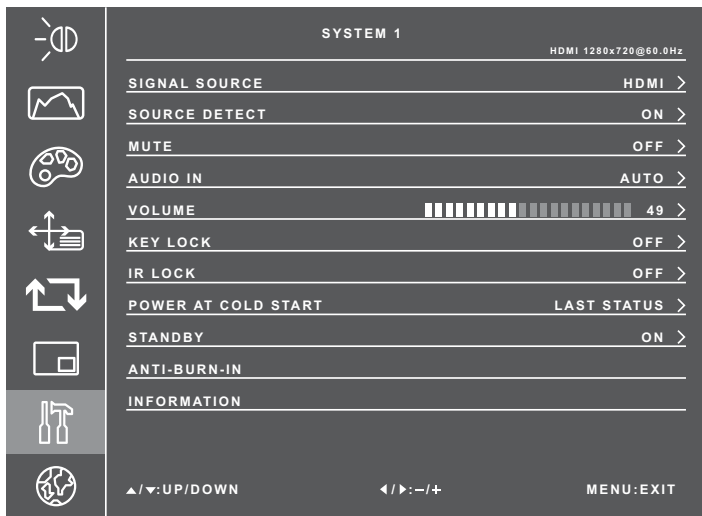 SYSTEM 1
HDMI 1280x720@60.0Hz
SIGNAL SOURCE HDMI >
SOURCE DETECT ON >
MUTE OFF >
AUDIO IN AUTO >
VOLUME 49 >
KEY LOCK OFF >
IR LOCK OFF >
POWER AT COLD START LAST STATUS >
STANDBY ON >
ANTI-BURN-IN
INFORMATION
▲/▼:UP/DOWN ◀/▶:−/+ MENU:EXIT